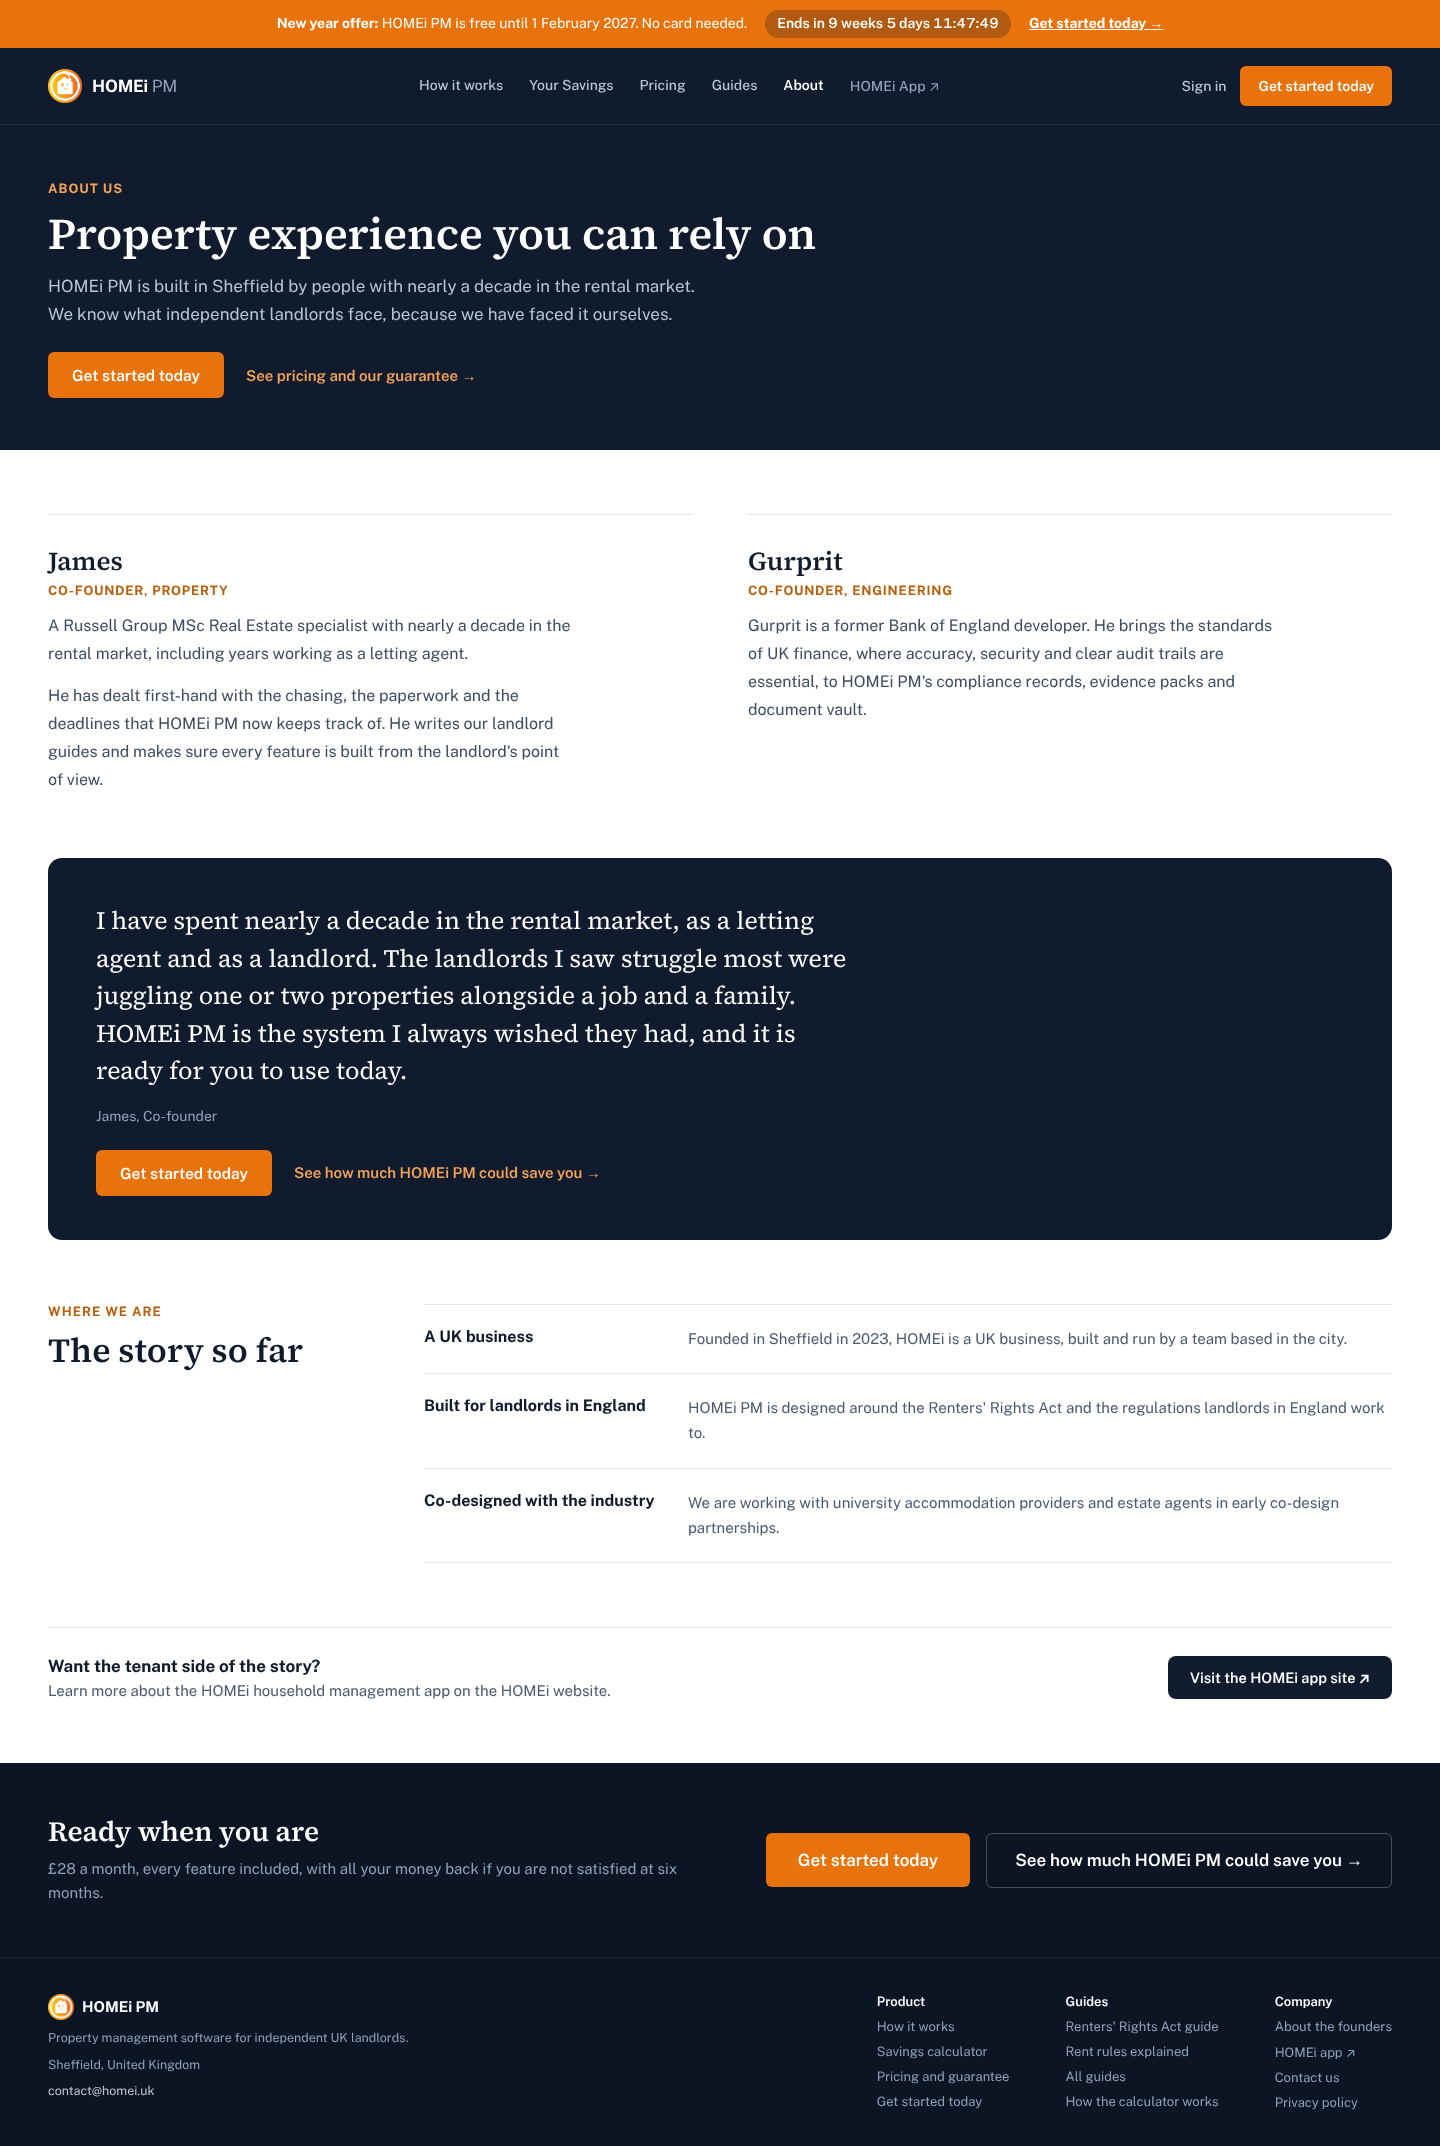 New year offer: HOMEi PM is free until 1 February 2027. No card needed. Ends in 9 weeks 5 days 11:47:49 Get started today →
HOMEi PM How it works Your Savings Pricing Guides About HOMEi App ↗ Sign in Get started today
ABOUT US
Property experience you can rely on
HOMEi PM is built in Sheffield by people with nearly a decade in the rental market.
We know what independent landlords face, because we have faced it ourselves.
Get started today See pricing and our guarantee →
James
CO-FOUNDER, PROPERTY
A Russell Group MSc Real Estate specialist with nearly a decade in the
rental market, including years working as a letting agent.
He has dealt first-hand with the chasing, the paperwork and the
deadlines that HOMEi PM now keeps track of. He writes our landlord
guides and makes sure every feature is built from the landlord's point
of view.
Gurprit
CO-FOUNDER, ENGINEERING
Gurprit is a former Bank of England developer. He brings the standards
of UK finance, where accuracy, security and clear audit trails are
essential, to HOMEi PM's compliance records, evidence packs and
document vault.
I have spent nearly a decade in the rental market, as a letting
agent and as a landlord. The landlords I saw struggle most were
juggling one or two properties alongside a job and a family.
HOMEi PM is the system I always wished they had, and it is
ready for you to use today.
James, Co-founder
Get started today See how much HOMEi PM could save you →
WHERE WE ARE
The story so far
A UK business
Founded in Sheffield in 2023, HOMEi is a UK business, built and run by a team based in the city.
Built for landlords in England
HOMEi PM is designed around the Renters' Rights Act and the regulations landlords in England work
to.
Co-designed with the industry
We are working with university accommodation providers and estate agents in early co-design
partnerships.
Want the tenant side of the story?
Learn more about the HOMEi household management app on the HOMEi website.
Visit the HOMEi app site ↗
Ready when you are
£28 a month, every feature included, with all your money back if you are not satisfied at six
months.
Get started today See how much HOMEi PM could save you →
HOMEi PM
Property management software for independent UK landlords.
Sheffield, United Kingdom
contact@homei.uk
Product
How it works
Savings calculator
Pricing and guarantee
Get started today
Guides
Renters' Rights Act guide
Rent rules explained
All guides
How the calculator works
Company
About the founders
HOMEi app ↗
Contact us
Privacy policy